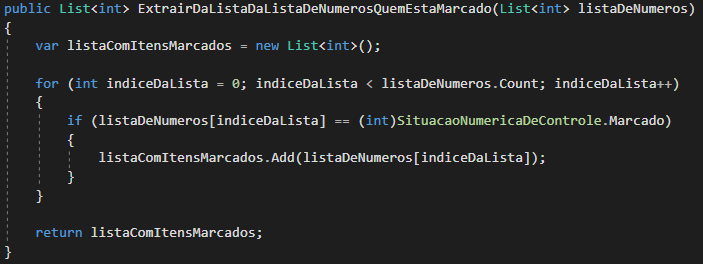 public List<int> ExtrairDaListaDaListaDeNumerosQuemEstaMarcado(List<int> listaDeNumeros)
{
    var listaComItensMarcados = new List<int>();
    for (int indiceDaLista = 0; indiceDaLista < listaDeNumeros.Count; indiceDaLista++)
    {
        if (listaDeNumeros[indiceDaLista] == (int)SituacaoNumericaDeControle.Marcado)
        {
            listaComItensMarcados.Add(listaDeNumeros[indiceDaLista]);
        }
    }
    return listaComItensMarcados;
}